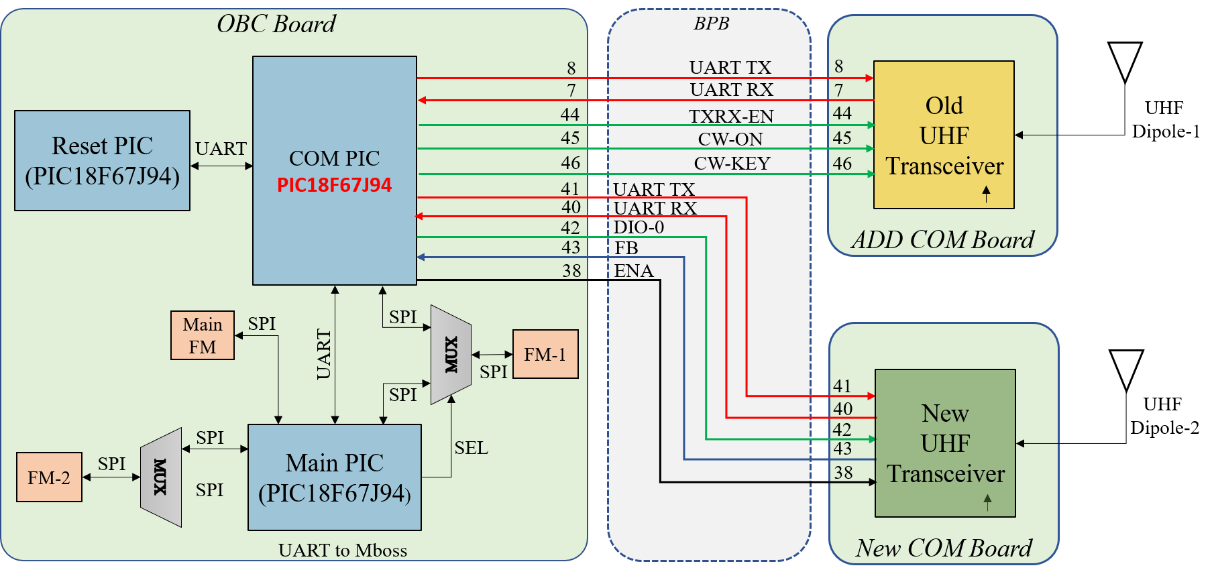 OBC Board
BPB
8 UART TX 8
7 UART RX 7
44 TXRX-EN 44
45 CW-ON 45
46 CW-KEY 46
41 UART TX
40 UART RX
42 DIO-0
43 FB
38 ENA
Reset PIC
(PIC18F67J94)
UART
COM PIC
PIC18F67J94
Old
UHF
Transceiver
ADD COM Board
UHF
Dipole-1
Main
FM
SPI
UART
SPI
MUX
SPI
FM-1
SPI
SEL
FM-2
SPI
MUX
SPI
SPI
Main PIC
(PIC18F67J94)
UART to Mboss
41
40
42
43
38
New
UHF
Transceiver
New COM Board
UHF
Dipole-2